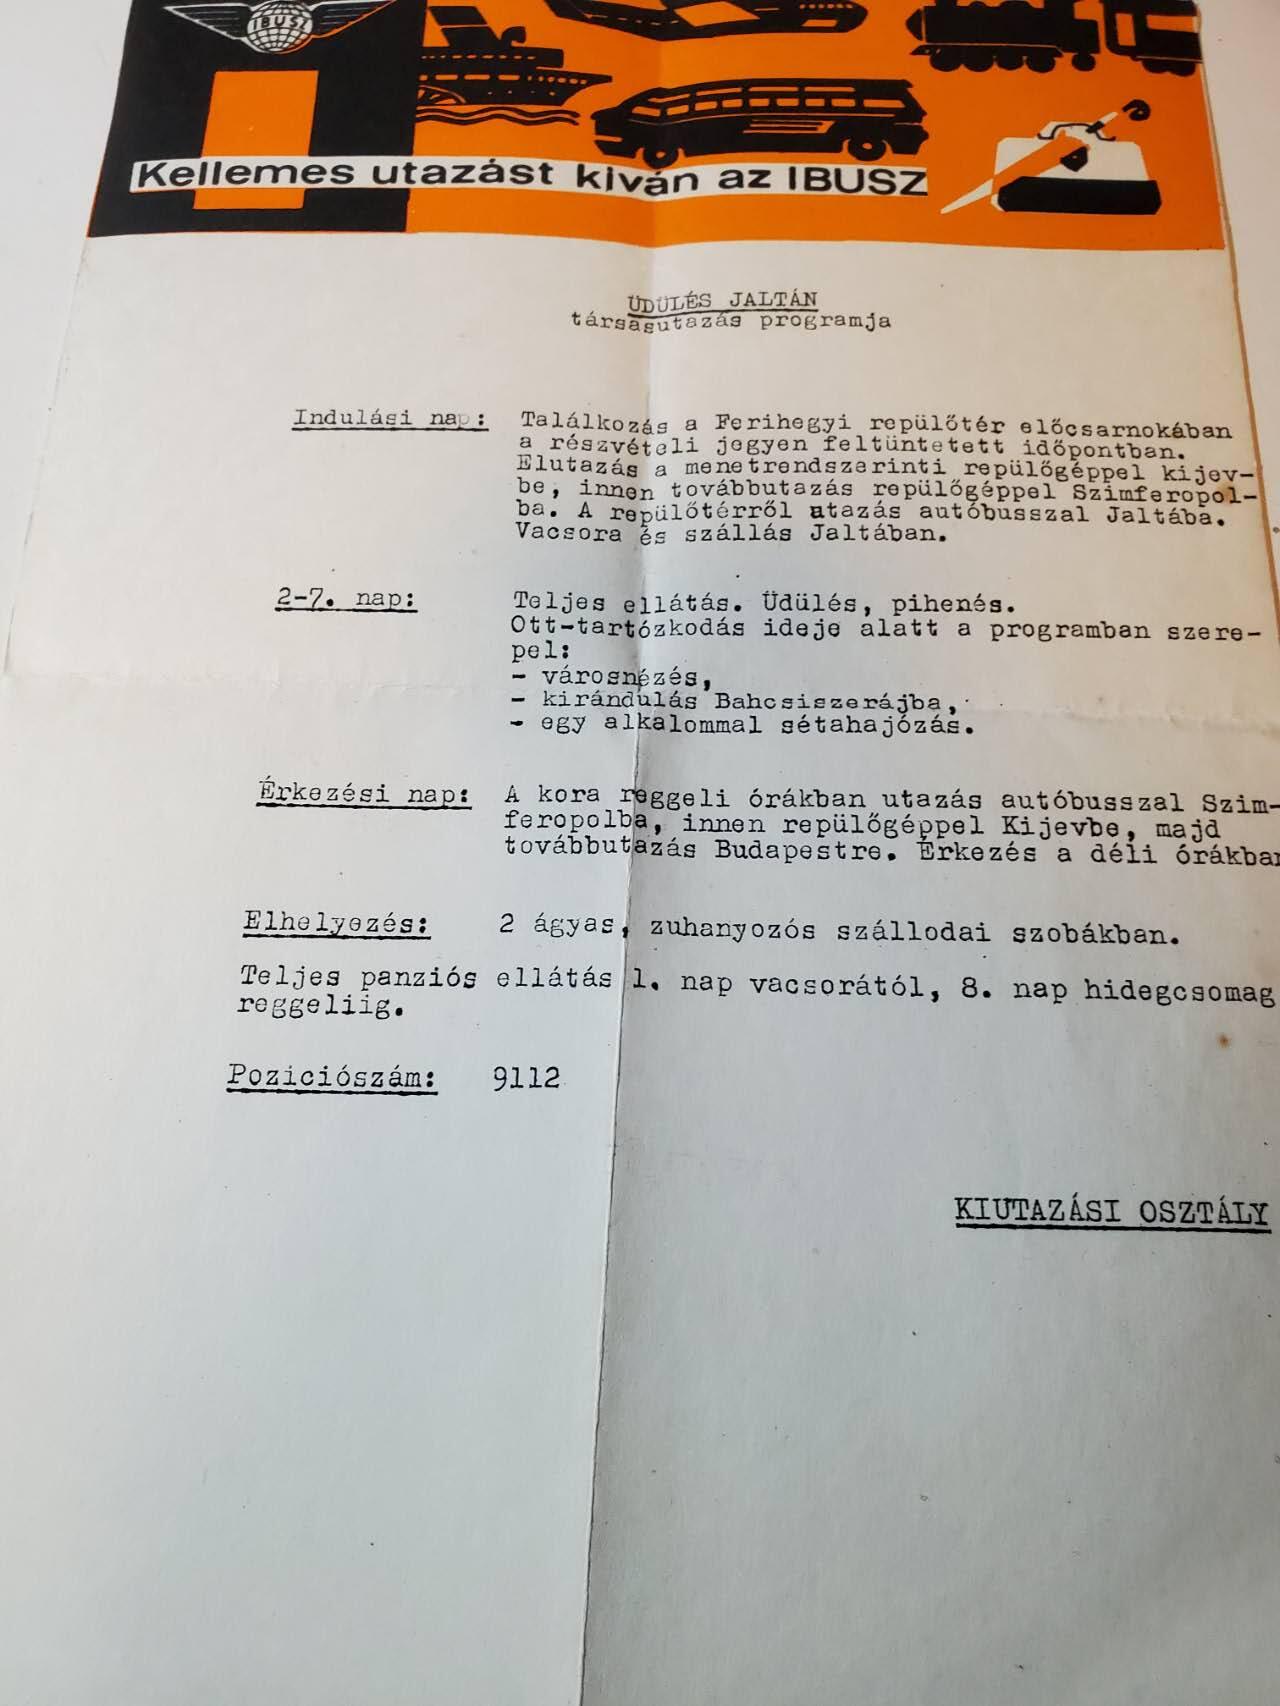 IBUSZ
Kellemes utazást kíván az IBUSZ
ÜDÜLÉS JALTÁN
társasutazás programja
Indulási nap: Találkozás a Ferihegyi repülőtér előcsarnokában
a részvételi jegyen feltüntetett időpontban.
Elutazás a menetrendszerinti repülőgéppel kijev-
be, innen továbbutazás repülőgéppel Szimferopol-
ba. A repülőtérről utazás autóbusszal Jaltába.
Vacsora és szállás Jaltában.
2-7. nap: Teljes ellátás. Üdülés, pihenés.
Ott-tartózkodás ideje alatt a programban szere-
pel:
- városnézés,
- kirándulás Bahcsiszerájba,
- egy alkalommal sétahajózás.
Érkezési nap: A kora reggeli órákban utazás autóbusszal Szim-
feropolba, innen repülőgéppel Kijevbe, majd
továbbutazás Budapestre. Érkezés a déli órákban
Elhelyezés: 2 ágyas, zuhanyozós szállodai szobákban.
Teljes panziós ellátás 1. nap vacsorától, 8. nap hidegcsomag
reggeliig.
Poziciószám: 9112
KIUTAZÁSI OSZTÁLY